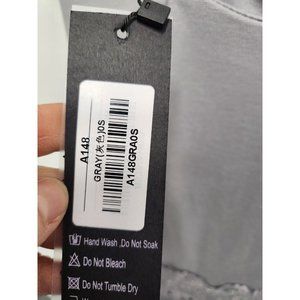 A148
GRAY(灰色)0S
A148GRA0S
Hand Wash ,Do Not Soak
Do Not Bleach
Do Not Tumble Dry